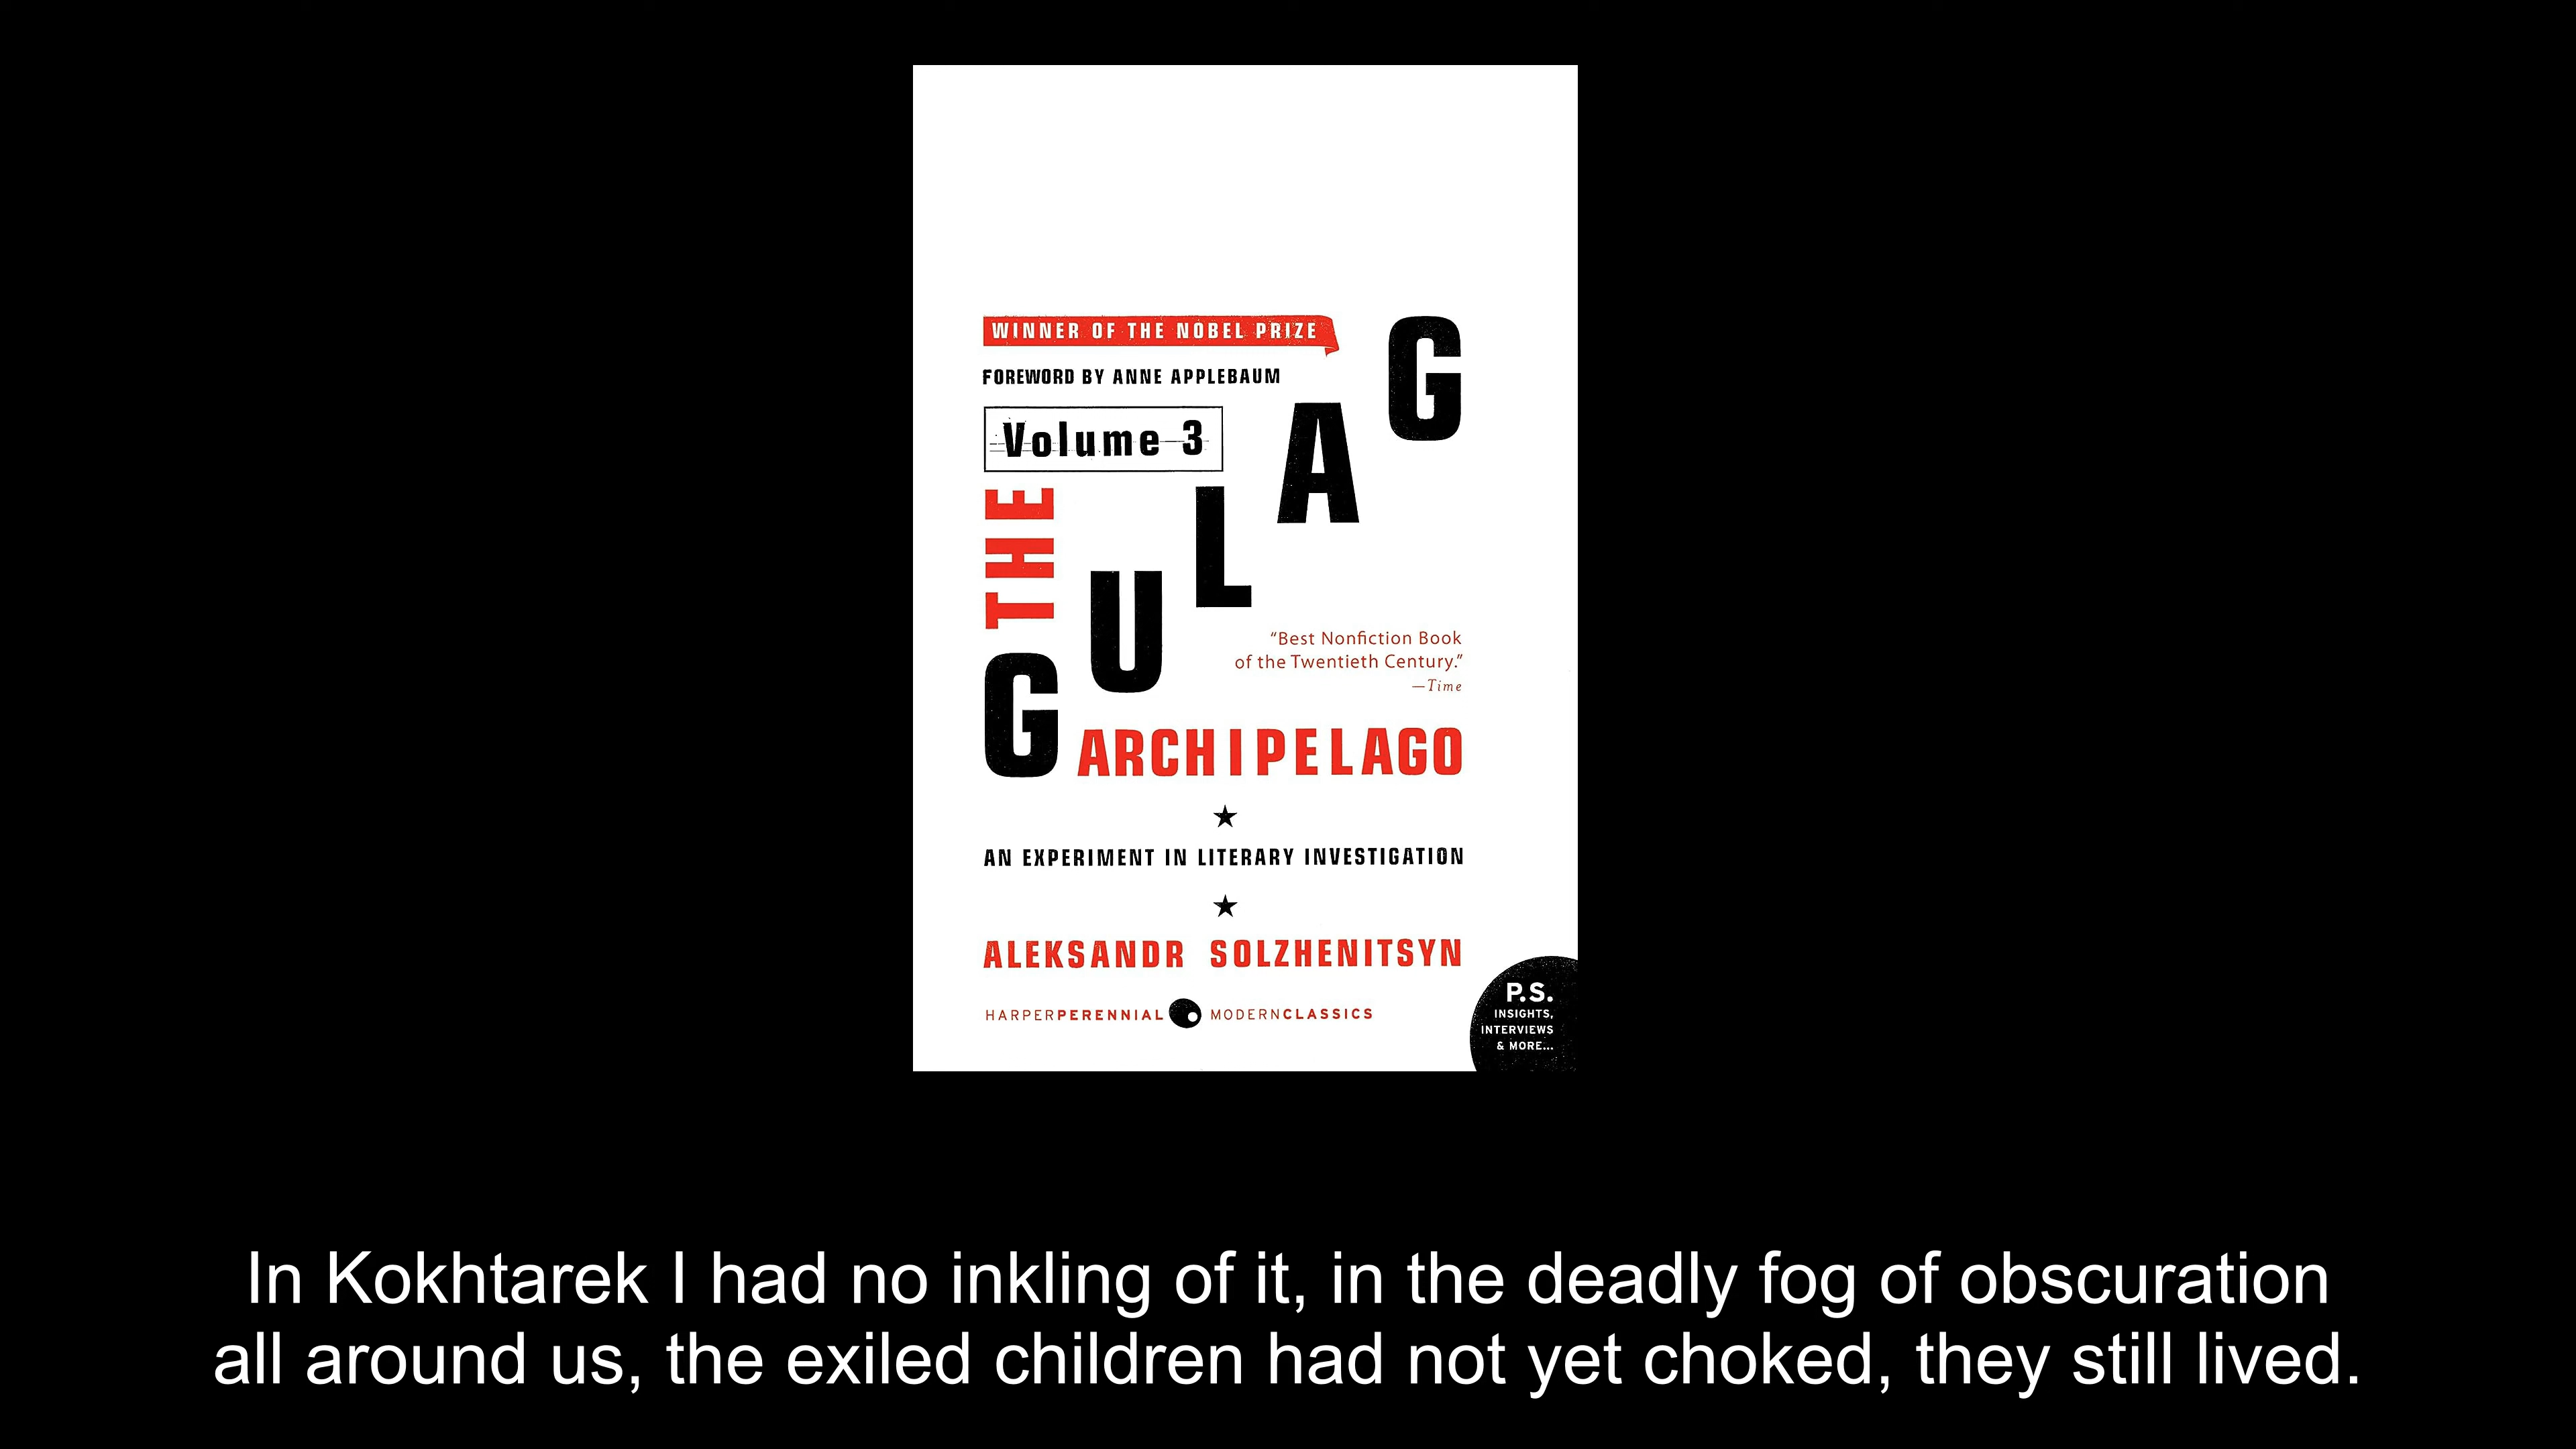 WINNER OF THE NOBEL PRIZE
FOREWORD BY ANNE APPLEBAUM
Volume 3
THE
GULAG
"Best Nonfiction Book
of the Twentieth Century."
—Time
ARCHIPELAGO
AN EXPERIMENT IN LITERARY INVESTIGATION
ALEKSANDR SOLZHENITSYN
HARPERPERENNIAL MODERNCLASSICS
P.S.
INSIGHTS,
INTERVIEWS
& MORE...
In Kokhtarek I had no inkling of it, in the deadly fog of obscuration
all around us, the exiled children had not yet choked, they still lived.